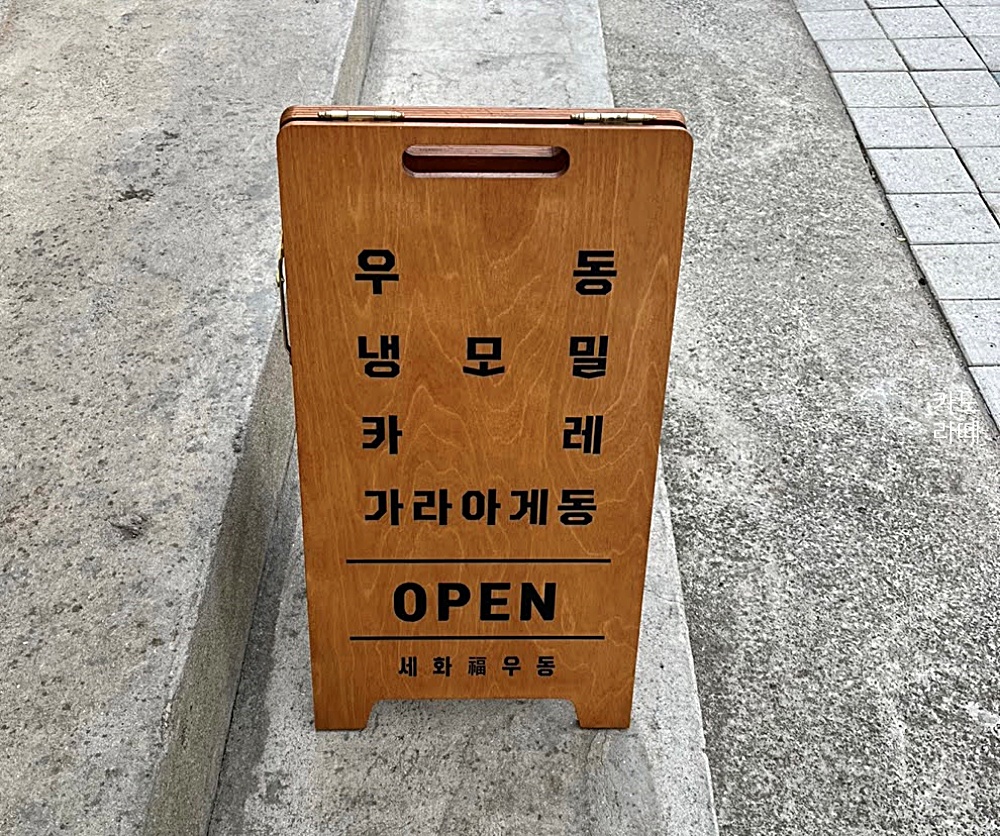 우 동
냉 모 밀
카 레
가라아게동
OPEN
세화福우동